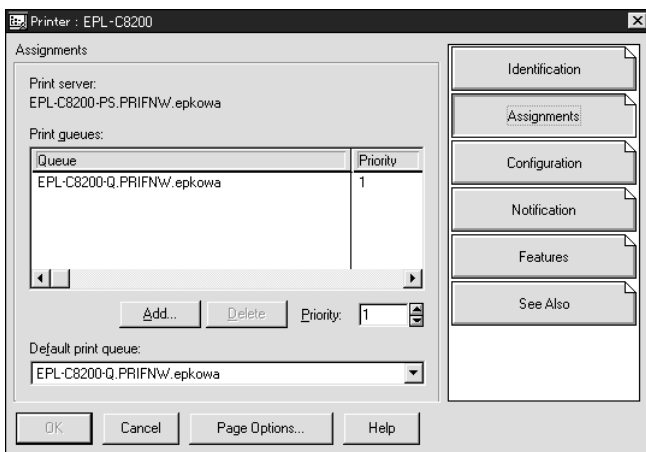 Printer : EPL-C8200
Assignments
Print server:
EPL-C8200-PS.PRIFNW.epkowa
Print queues:
Queue Priority
EPL-C8200-Q.PRIFNW.epkowa 1
Add... Delete Priority: 1
Default print queue:
EPL-C8200-Q.PRIFNW.epkowa
OK Cancel Page Options... Help
Identification
Assignments
Configuration
Notification
Features
See Also